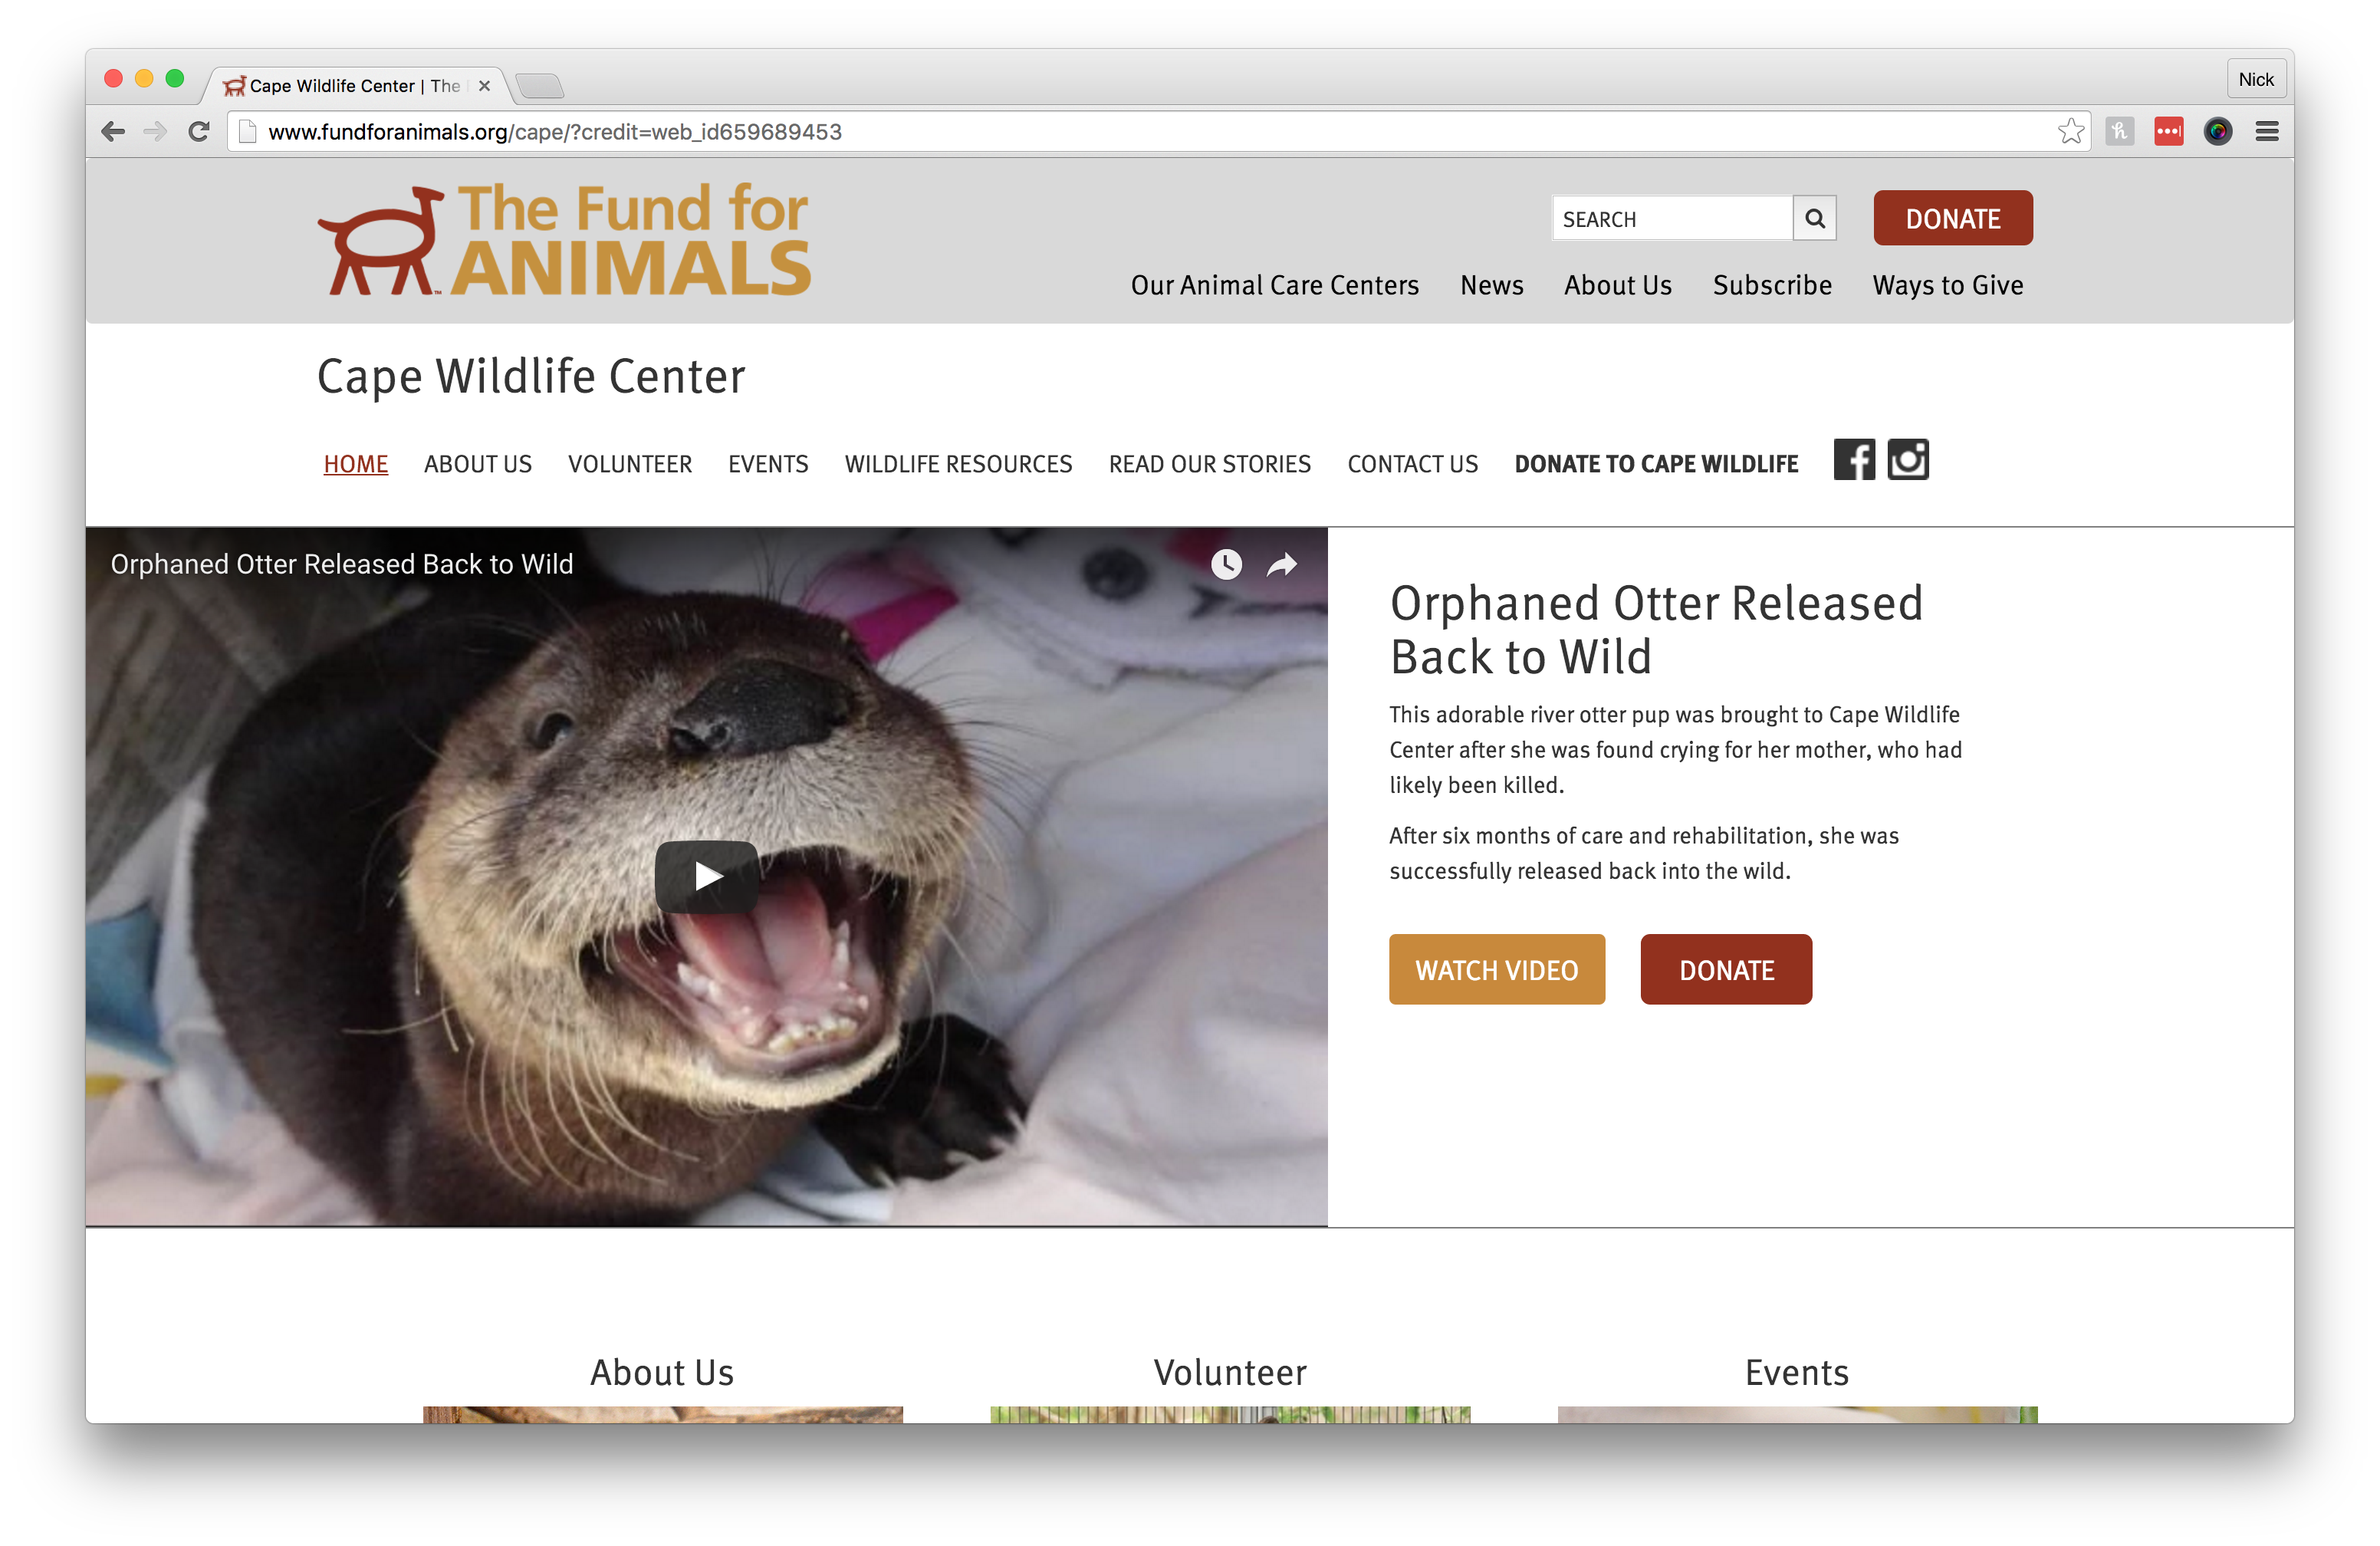 Cape Wildlife Center | The
Nick
www.fundforanimals.org/cape/?credit=web_id659689453
The Fund for
ANIMALS
™
SEARCH
DONATE
Our Animal Care Centers News About Us Subscribe Ways to Give
Cape Wildlife Center
HOME ABOUT US VOLUNTEER EVENTS WILDLIFE RESOURCES READ OUR STORIES CONTACT US DONATE TO CAPE WILDLIFE
Orphaned Otter Released Back to Wild
Orphaned Otter Released
Back to Wild
This adorable river otter pup was brought to Cape Wildlife
Center after she was found crying for her mother, who had
likely been killed.
After six months of care and rehabilitation, she was
successfully released back into the wild.
WATCH VIDEO DONATE
About Us Volunteer Events